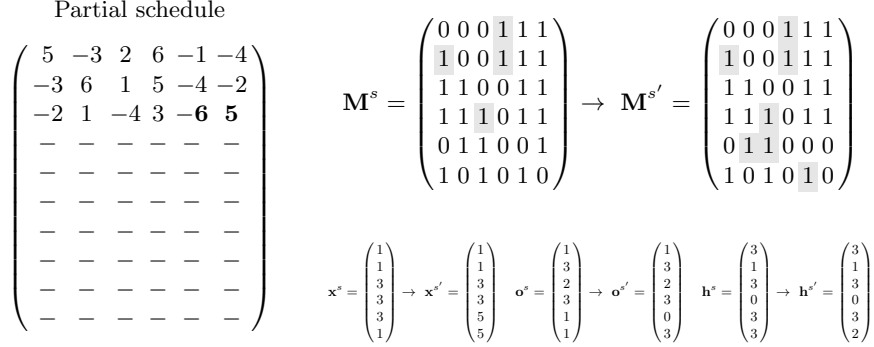 Partial schedule
5 −3 2 6 −1 −4
−3 6 1 5 −4 −2
−2 1 −4 3 −6 5
− − − − − −
− − − − − −
− − − − − −
− − − − − −
− − − − − −
− − − − − −
− − − − − −
M^s =
0 0 0 1 1 1
1 0 0 1 1 1
1 1 0 0 1 1
1 1 1 0 1 1
0 1 1 0 0 1
1 0 1 0 1 0
→ M^s′ =
0 0 0 1 1 1
1 0 0 1 1 1
1 1 0 0 1 1
1 1 1 0 1 1
0 1 1 0 0 0
1 0 1 0 1 0
x^s =
1
1
3
3
3
1
→ x^s′ =
1
1
3
3
5
5
o^s =
1
3
2
3
1
1
→ o^s′ =
1
3
2
3
0
3
h^s =
3
1
3
0
3
3
→ h^s′ =
3
1
3
0
3
2